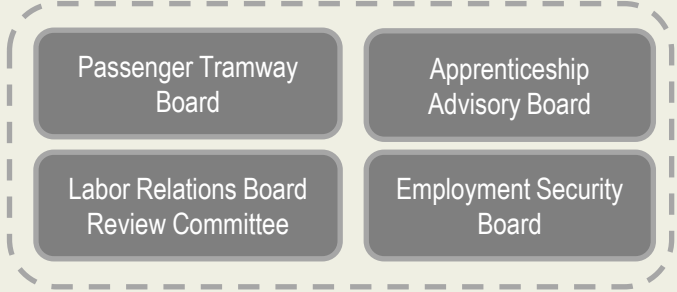 Passenger Tramway
Board
Apprenticeship
Advisory Board
Labor Relations Board
Review Committee
Employment Security
Board